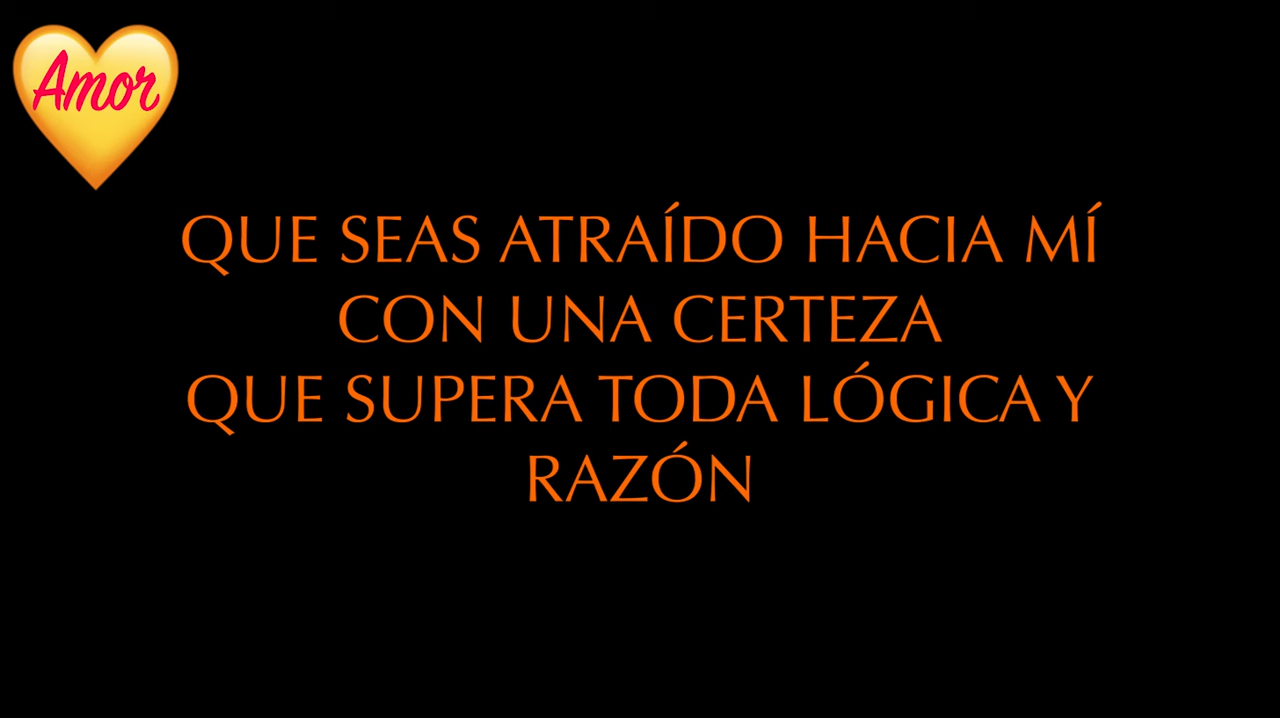 Amor
QUE SEAS ATRAÍDO HACIA MÍ
CON UNA CERTEZA
QUE SUPERA TODA LÓGICA Y
RAZÓN